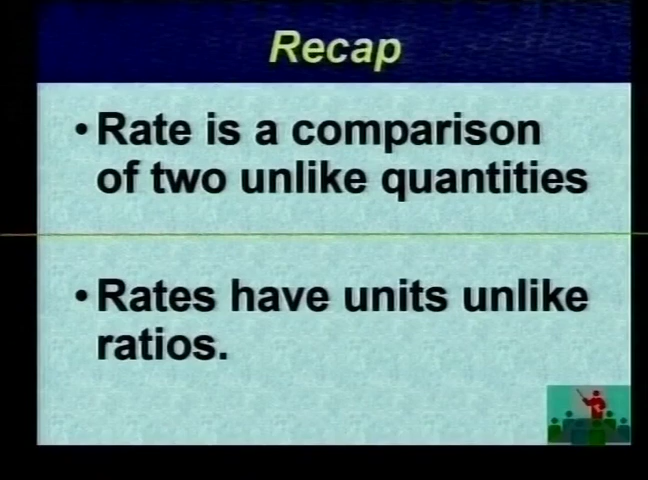 Recap
•Rate is a comparison
of two unlike quantities
•Rates have units unlike
ratios.